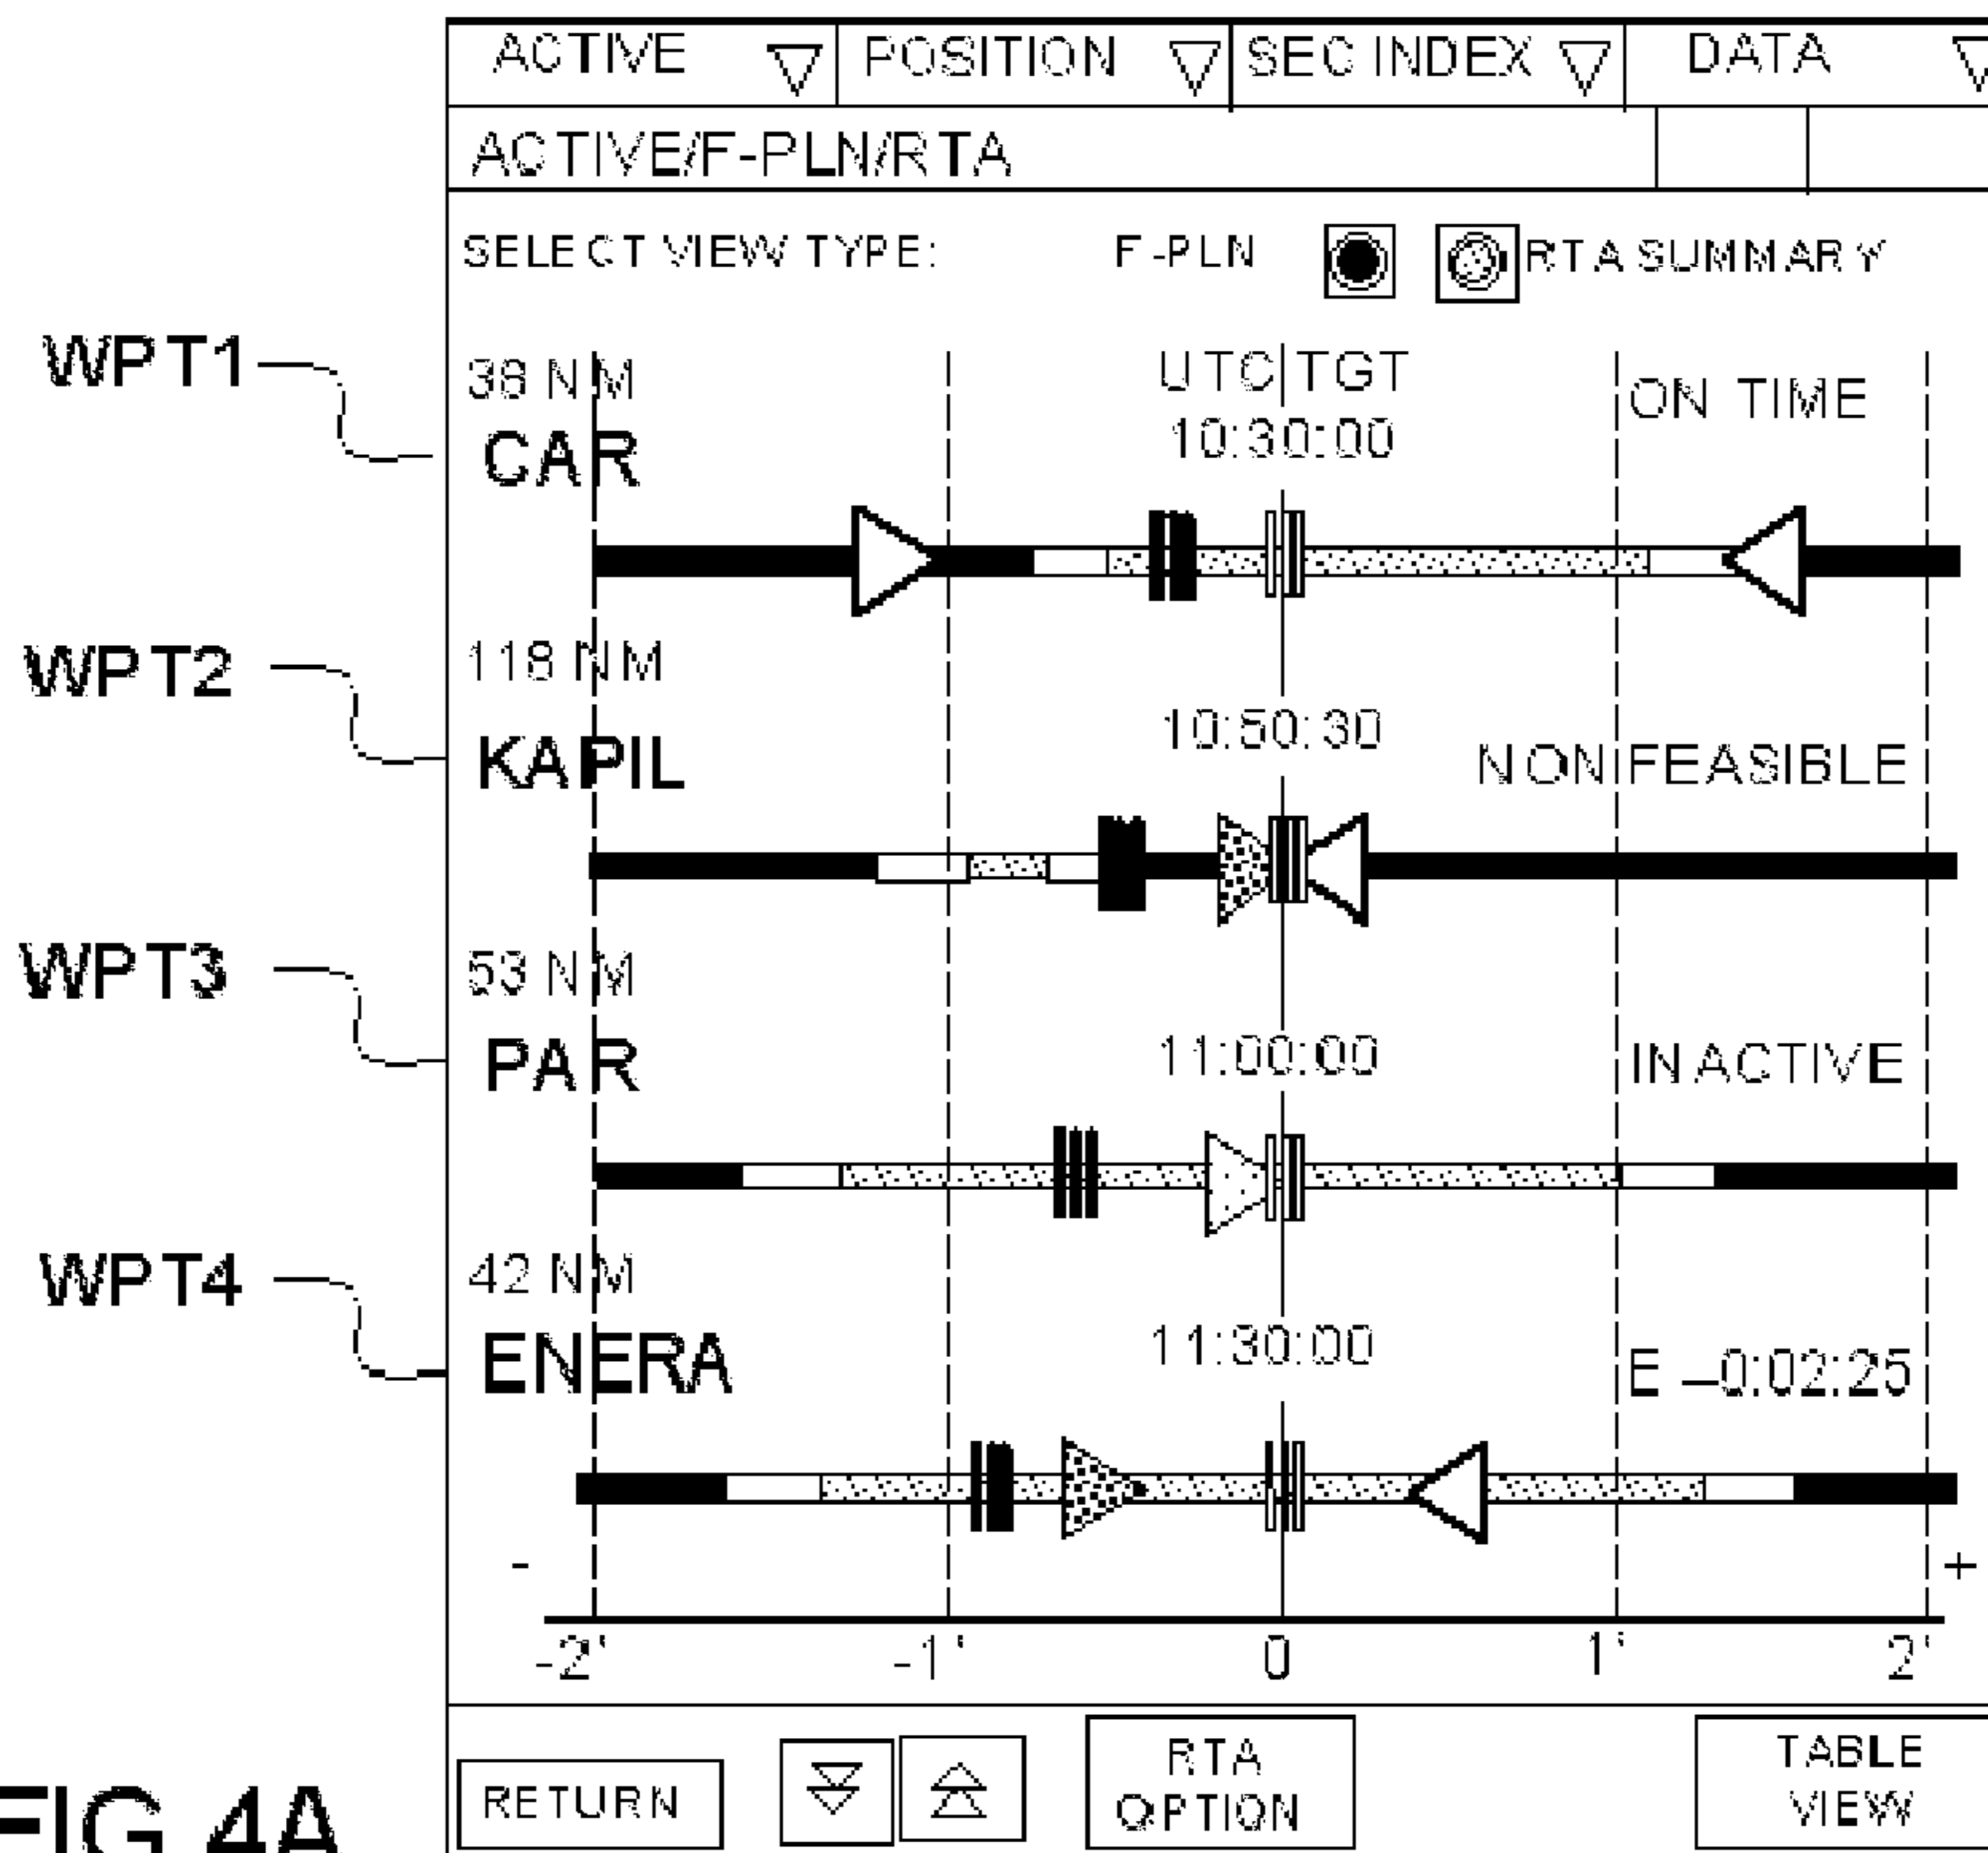 ACTIVE POSITION SEC INDEX DATA
ACTIVE/F-PLN/RTA
SELECT VIEW TYPE: F-PLN RTA SUMMARY
WPT1
38 NM UTC TGT ON TIME
CAR 10:30:00
WPT2
118 NM
KAPIL 10:50:30 NON FEASIBLE
WPT3
53 NM
PAR 11:00:00 INACTIVE
WPT4
42 NM
ENERA 11:30:00 E –0:02:25
- +
-2' -1' 0 1' 2'
RETURN
RTA
OPTION
TABLE
VIEW
FIG 4A